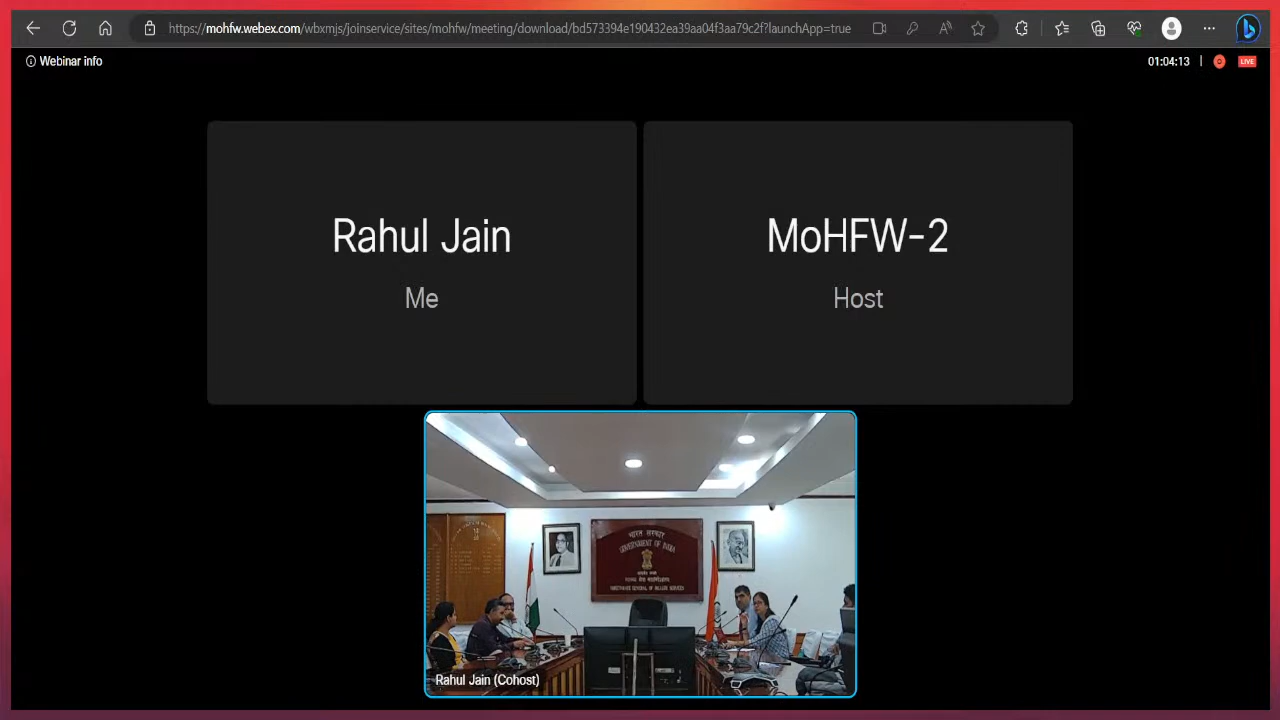 https://mohfw.webex.com/wbxmjs/joinservice/sites/mohfw/meeting/download/bd573394e190432ea39aa04f3aa79c2f?launchApp=true
Webinar info
01:04:13
LIVE
Rahul Jain
Me
MoHFW-2
Host
भारत सरकार
GOVERNMENT OF INDIA
Rahul Jain (Cohost)